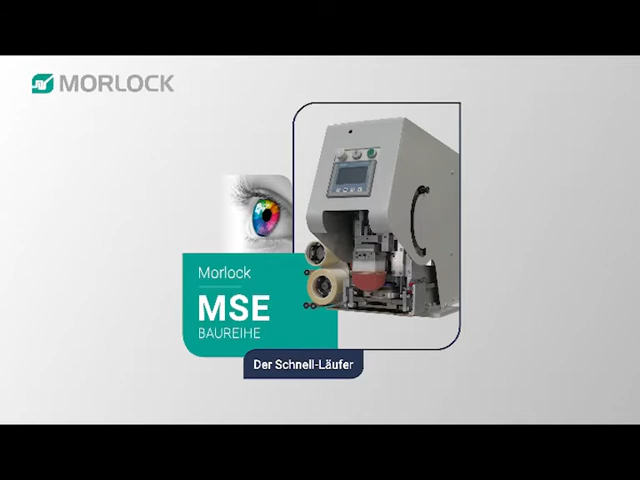 MORLOCK
Morlock
MSE
BAUREIHE
Der Schnell-Läufer